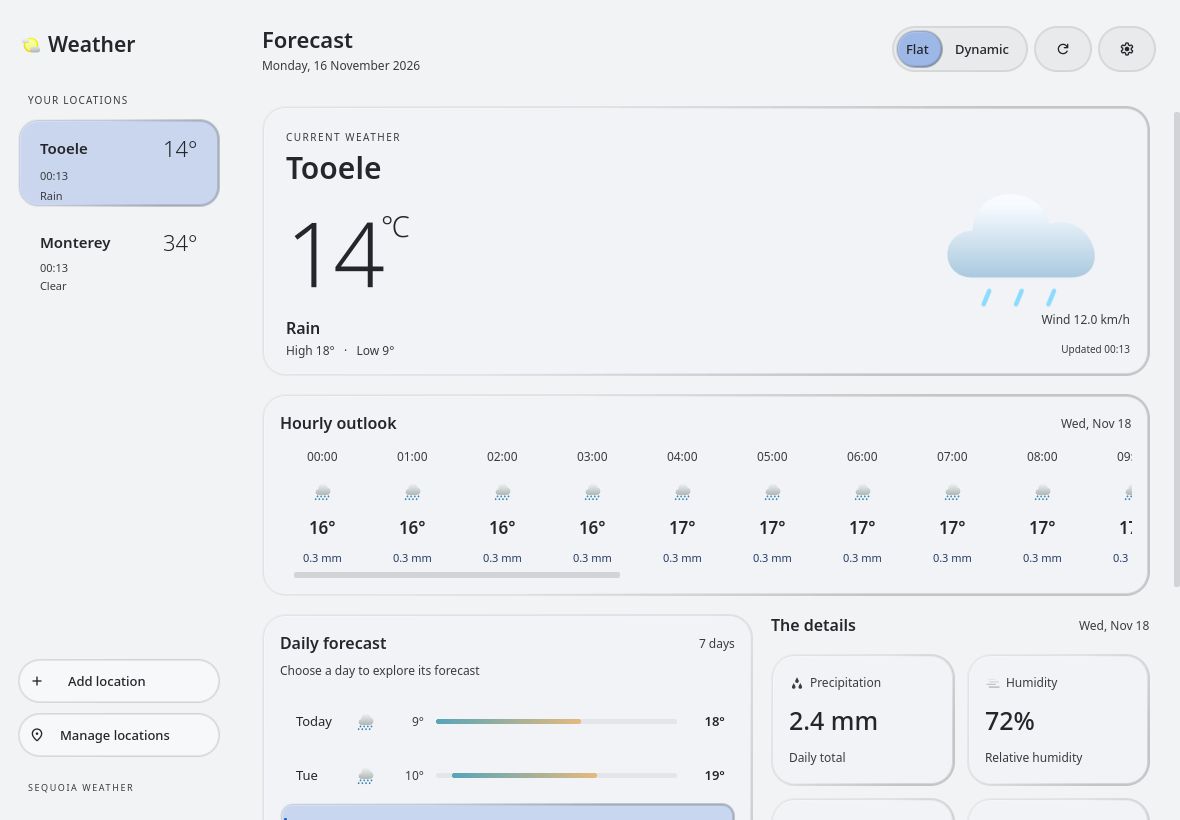 Weather
YOUR LOCATIONS
Tooele 14°
00:13
Rain
Monterey 34°
00:13
Clear
Add location
Manage locations
SEQUOIA WEATHER
Forecast
Monday, 16 November 2026
Flat Dynamic
CURRENT WEATHER
Tooele
14°C
Rain
High 18° · Low 9°
Wind 12.0 km/h
Updated 00:13
Hourly outlook Wed, Nov 18
00:00 01:00 02:00 03:00 04:00 05:00 06:00 07:00 08:00 09:
16° 16° 16° 16° 17° 17° 17° 17° 17° 17
0.3 mm 0.3 mm 0.3 mm 0.3 mm 0.3 mm 0.3 mm 0.3 mm 0.3 mm 0.3 mm 0.3
Daily forecast 7 days
Choose a day to explore its forecast
Today 9° 18°
Tue 10° 19°
The details Wed, Nov 18
Precipitation
2.4 mm
Daily total
Humidity
72%
Relative humidity